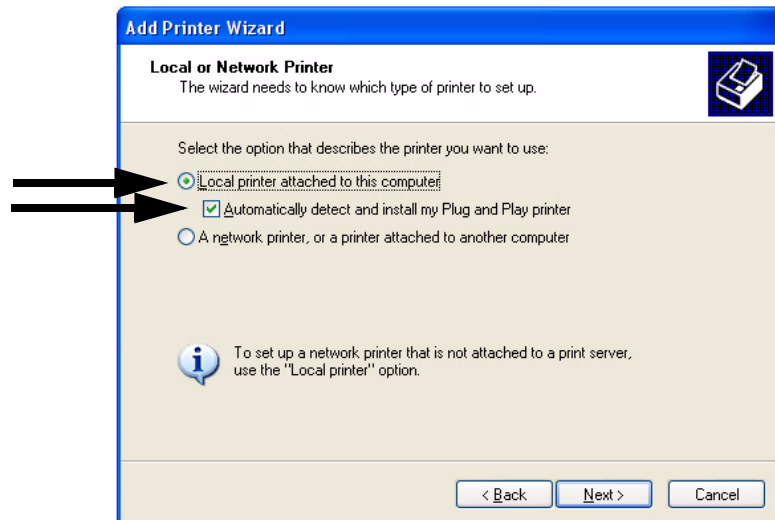 Add Printer Wizard
Local or Network Printer
The wizard needs to know which type of printer to set up.
Select the option that describes the printer you want to use:
Local printer attached to this computer
Automatically detect and install my Plug and Play printer
A network printer, or a printer attached to another computer
To set up a network printer that is not attached to a print server,
use the "Local printer" option.
< Back Next > Cancel